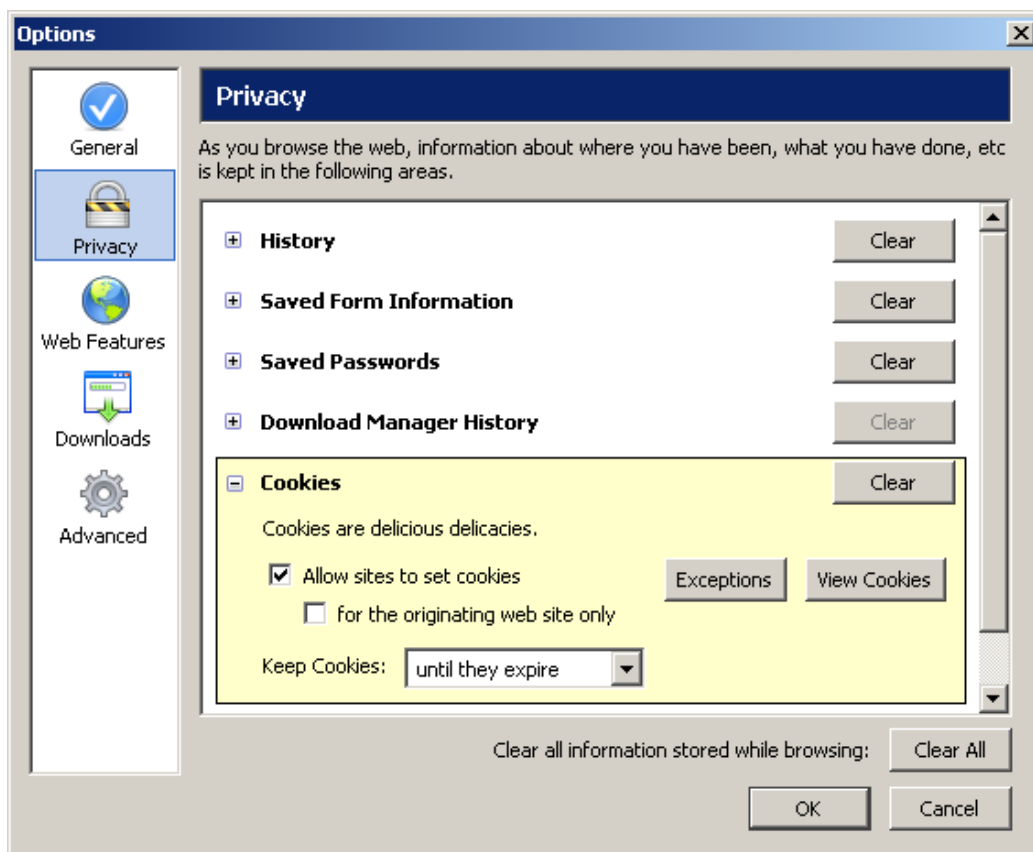 Options
General
Privacy
Web Features
Downloads
Advanced
Privacy
As you browse the web, information about where you have been, what you have done, etc
is kept in the following areas.
History Clear
Saved Form Information Clear
Saved Passwords Clear
Download Manager History Clear
Cookies Clear
Cookies are delicious delicacies.
Allow sites to set cookies Exceptions View Cookies
for the originating web site only
Keep Cookies: until they expire
Clear all information stored while browsing: Clear All
OK Cancel